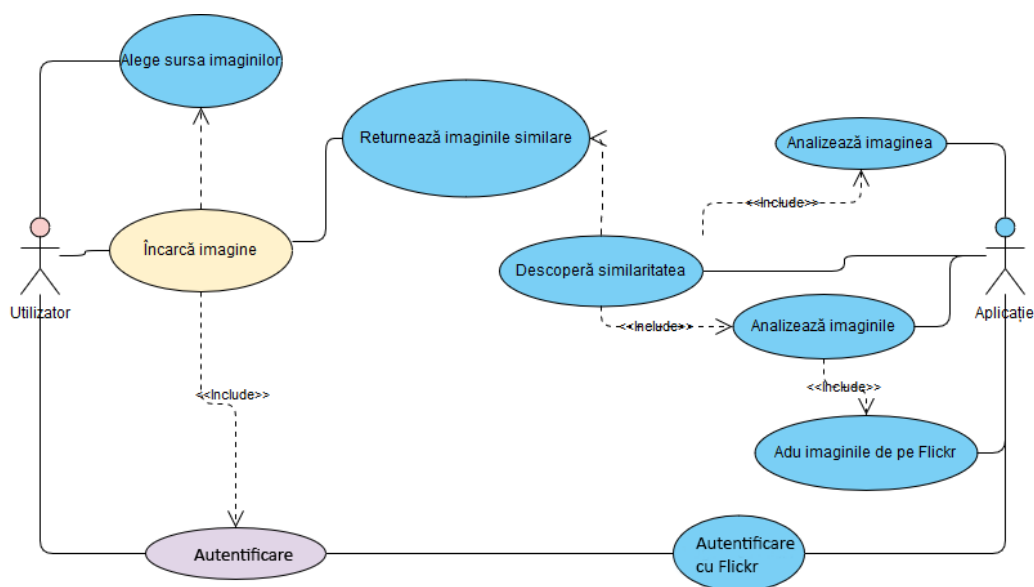 Alege sursa imaginilor
Returnează imaginile similare
Analizează imaginea
<<Include>>
Încarcă imagine
Descoperă similaritatea
Utilizator
Aplicație
<<Include>>
Analizează imaginile
<<Include>>
<<Include>>
Adu imaginile de pe Flickr
Autentificare
Autentificare
cu Flickr